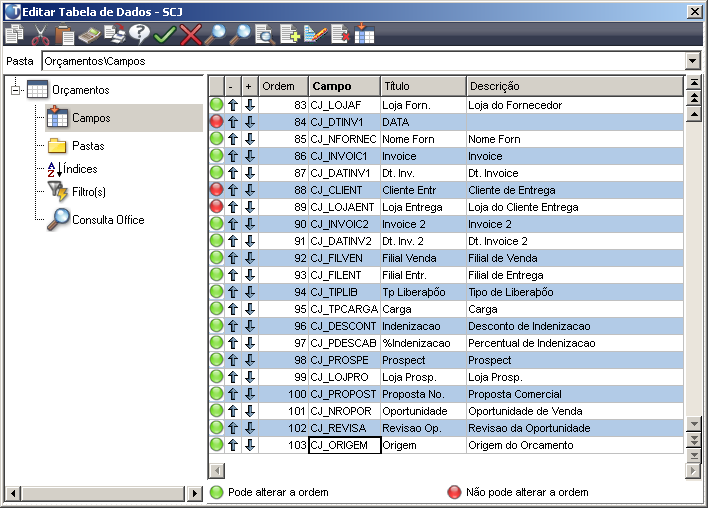 Editar Tabela de Dados - SCJ
Pasta Orçamentos\Campos
Orçamentos
Campos
Pastas
Índices
Filtro(s)
Consulta Office
- + Ordem Campo Título Descrição
83 CJ_LOJAF Loja Forn. Loja do Fornecedor
84 CJ_DTINV1 DATA
85 CJ_NFORNEC Nome Forn Nome Forn
86 CJ_INVOIC1 Invoice Invoice
87 CJ_DATINV1 Dt. Inv. Dt. Invoice
88 CJ_CLIENT Cliente Entr Cliente de Entrega
89 CJ_LOJAENT Loja Entrega Loja do Cliente Entrega
90 CJ_INVOIC2 Invoice 2 Invoice 2
91 CJ_DATINV2 Dt. Inv. 2 Dt. Invoice 2
92 CJ_FILVEN Filial Venda Filial de Venda
93 CJ_FILENT Filial Entr. Filial de Entrega
94 CJ_TIPLIB Tp Liberaþõo Tipo de Liberaþõo
95 CJ_TPCARGA Carga Carga
96 CJ_DESCONT Indenizacao Desconto de Indenizacao
97 CJ_PDESCAB %Indenizacao Percentual de Indenizacao
98 CJ_PROSPE Prospect Prospect
99 CJ_LOJPRO Loja Prosp. Loja Prosp.
100 CJ_PROPOST Proposta No. Proposta Comercial
101 CJ_NROPOR Oportunidade Oportunidade de Venda
102 CJ_REVISA Revisao Op. Revisao da Oportunidade
103 CJ_ORIGEM Origem Origem do Orcamento
Pode alterar a ordem Não pode alterar a ordem